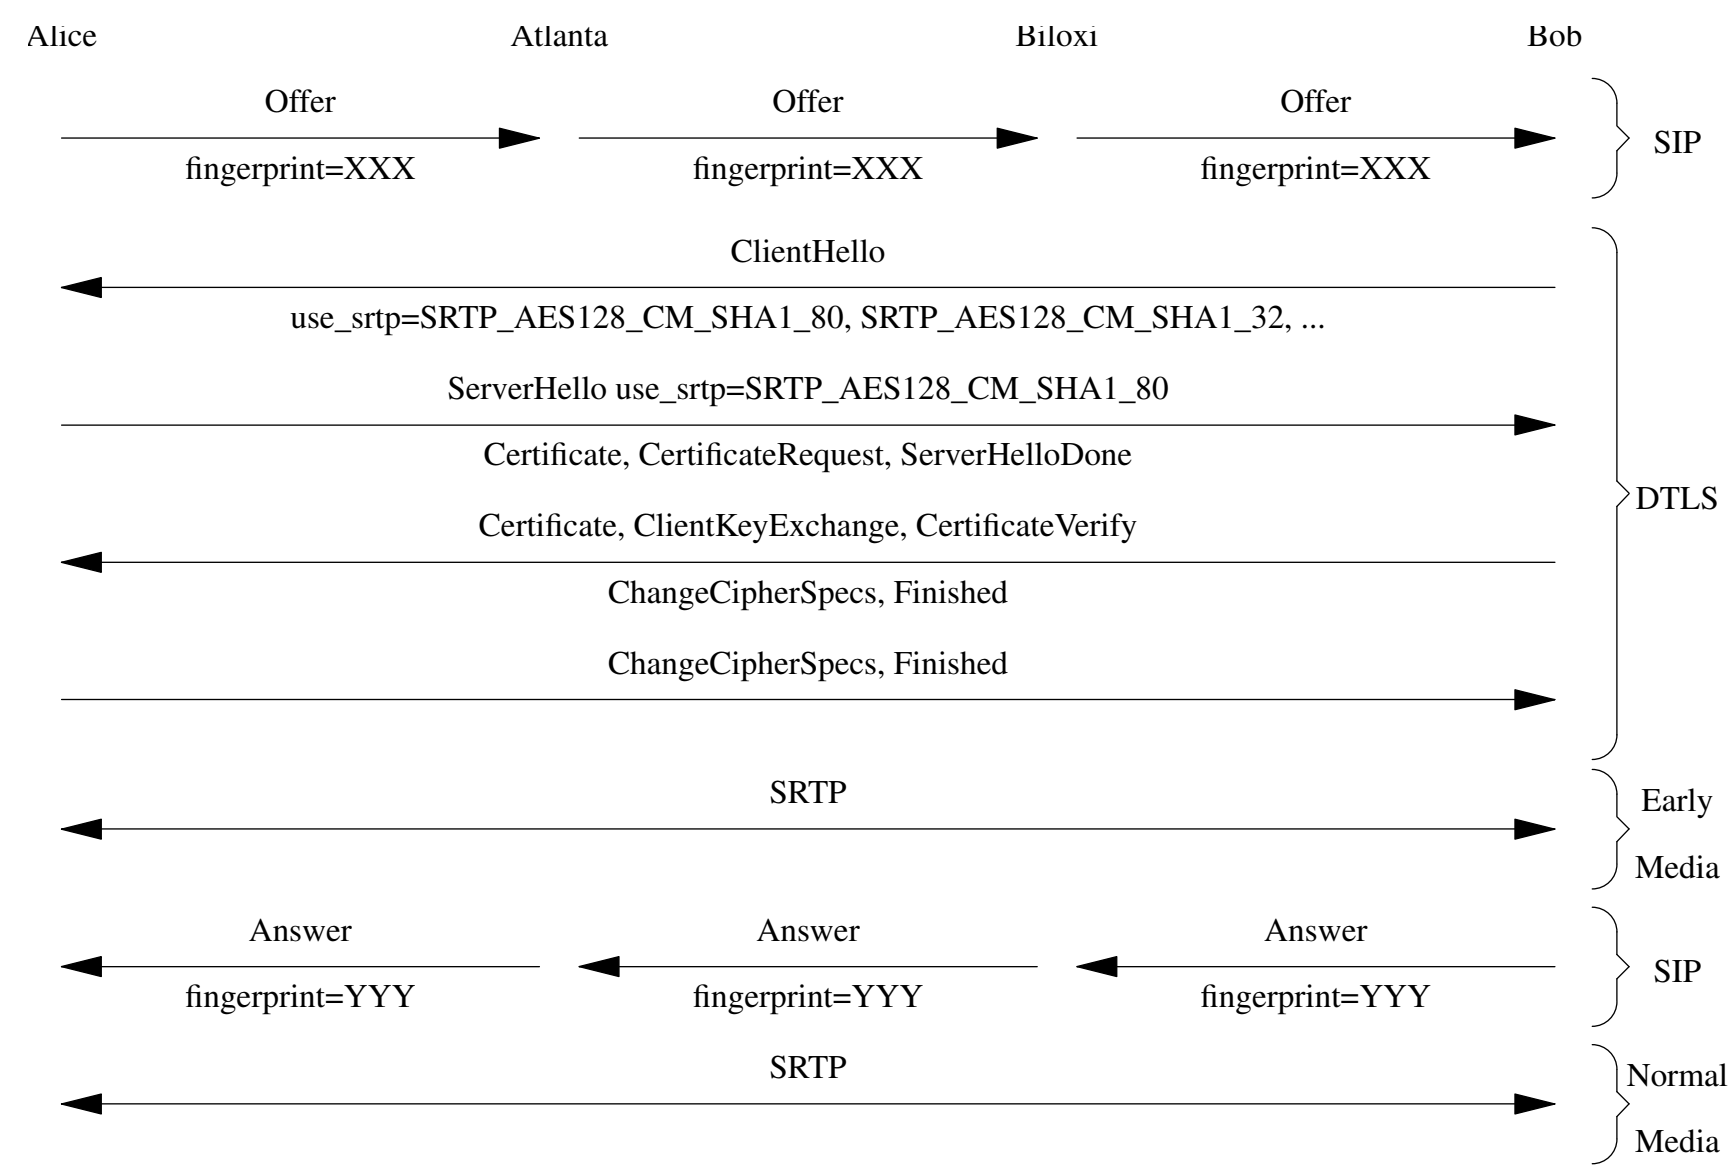 Alice Atlanta Biloxi Bob
Offer Offer Offer
fingerprint=XXX fingerprint=XXX fingerprint=XXX
SIP
ClientHello
use_srtp=SRTP_AES128_CM_SHA1_80, SRTP_AES128_CM_SHA1_32, ...
ServerHello use_srtp=SRTP_AES128_CM_SHA1_80
Certificate, CertificateRequest, ServerHelloDone
Certificate, ClientKeyExchange, CertificateVerify
ChangeCipherSpecs, Finished
ChangeCipherSpecs, Finished
DTLS
SRTP
Early
Media
Answer Answer Answer
fingerprint=YYY fingerprint=YYY fingerprint=YYY
SIP
SRTP
Normal
Media